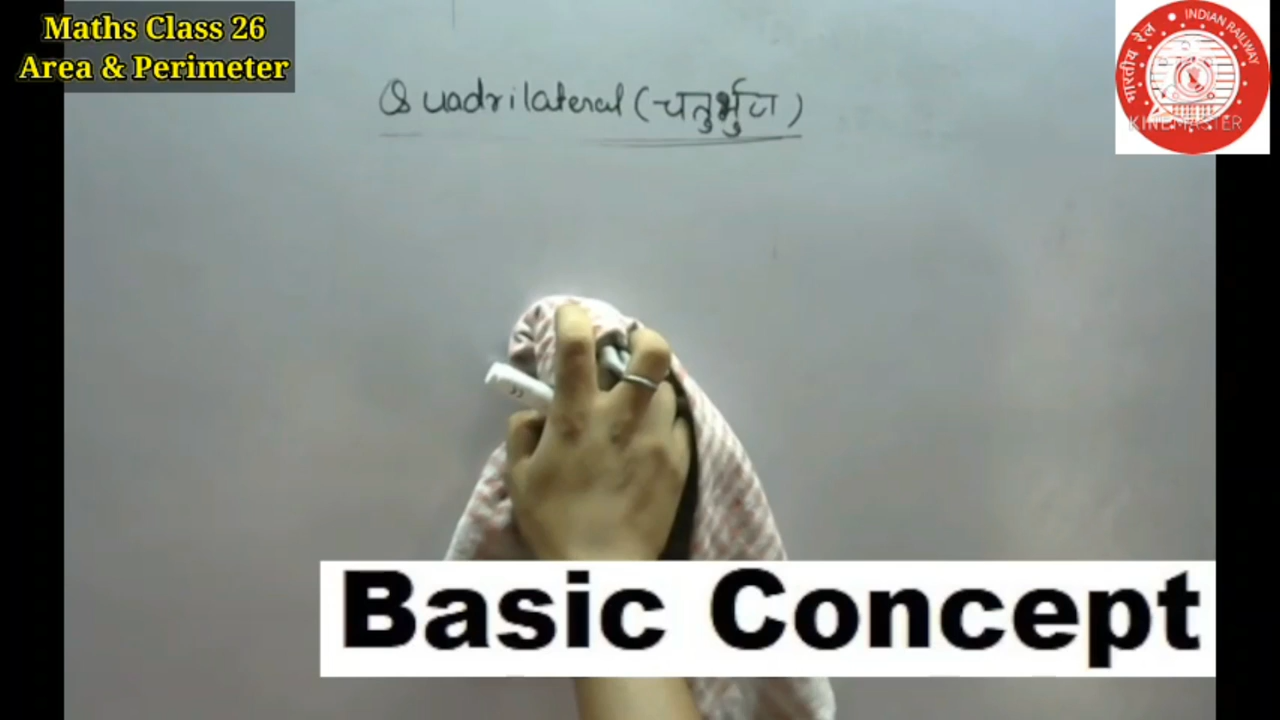 Maths Class 26
Area & Perimeter
Quadrilateral (चतुर्भुज)
भारतीय रेल
INDIAN RAILWAY
KINEMASTER
Basic Concept